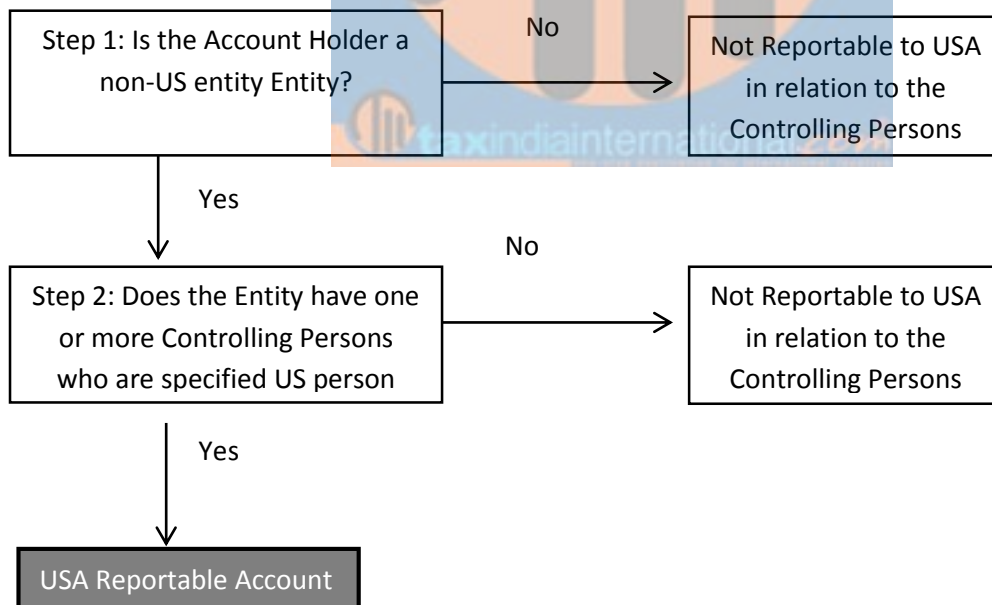 Step 1: Is the Account Holder a
non-US entity Entity?
No
Not Reportable to USA
in relation to the
Controlling Persons
taxindiainternational.com
Yes
No
Step 2: Does the Entity have one
or more Controlling Persons
who are specified US person
Not Reportable to USA
in relation to the
Controlling Persons
Yes
USA Reportable Account